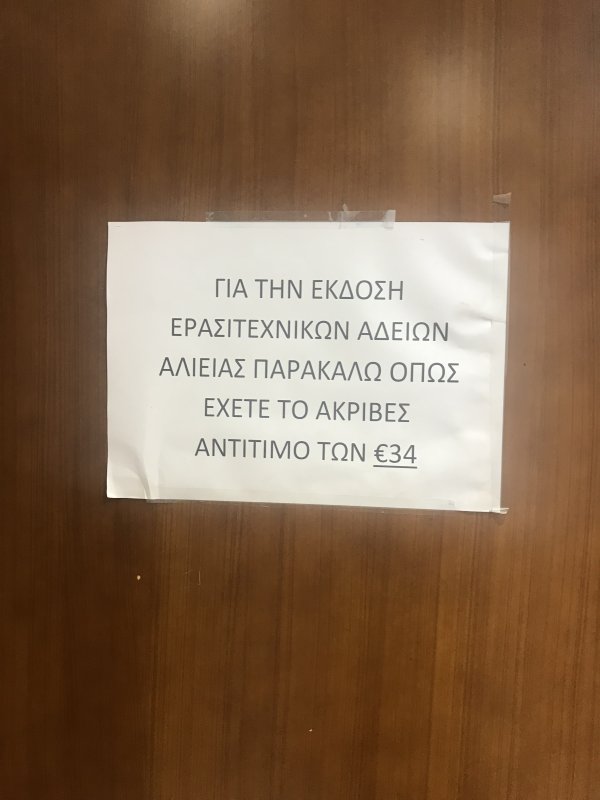 ΓΙΑ ΤΗΝ ΕΚΔΟΣΗ
ΕΡΑΣΙΤΕΧΝΙΚΩΝ ΑΔΕΙΩΝ
ΑΛΙΕΙΑΣ ΠΑΡΑΚΑΛΩ ΟΠΩΣ
ΕΧΕΤΕ ΤΟ ΑΚΡΙΒΕΣ
ΑΝΤΙΤΙΜΟ ΤΩΝ €34